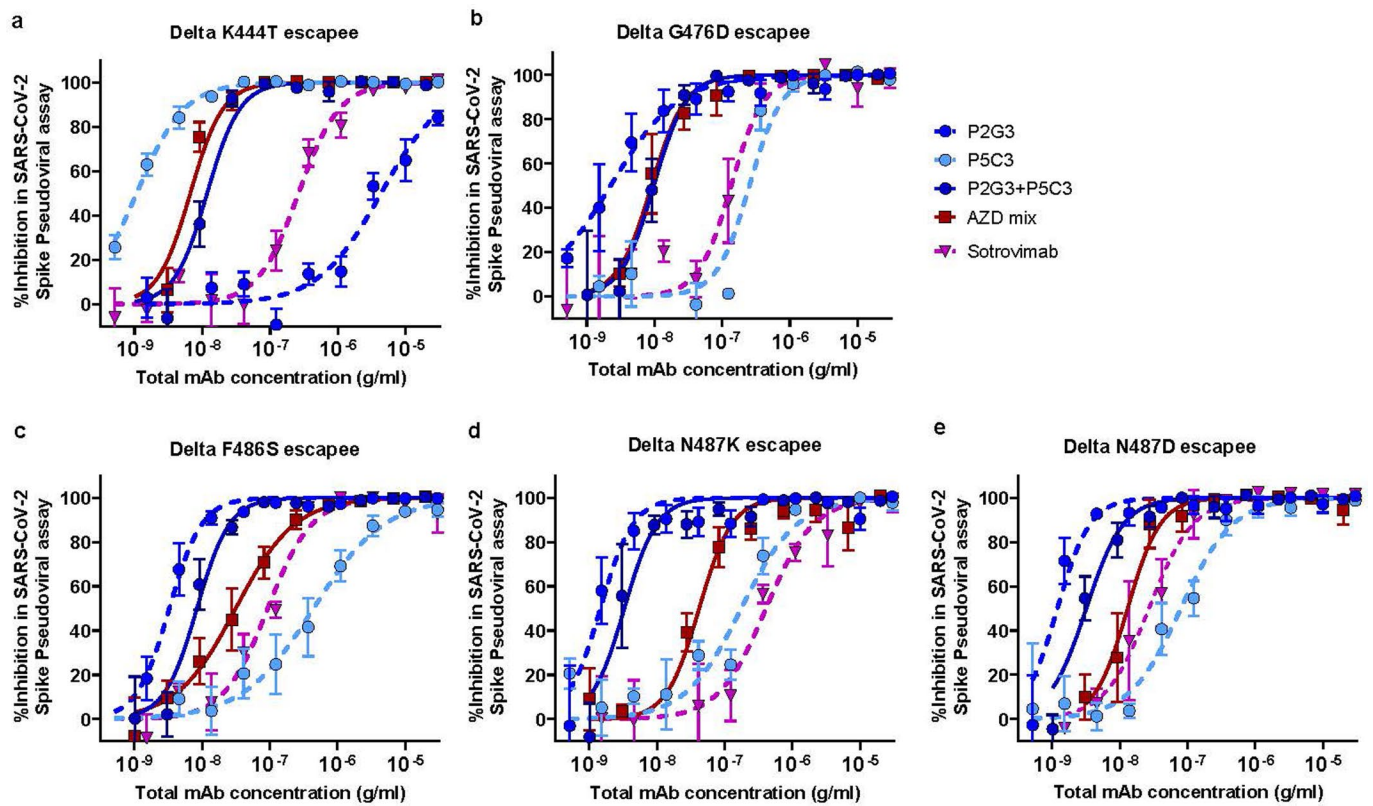 a
Delta K444T escapee
%Inhibition in SARS-CoV-2
Spike Pseudoviral assay
100
80
60
40
20
0
10-9
10-8
10-7
10-6
10-5
Total mAb concentration (g/ml)
b
Delta G476D escapee
%Inhibition in SARS-CoV-2
Spike Pseudoviral assay
100
80
60
40
20
0
10-9
10-8
10-7
10-6
10-5
Total mAb concentration (g/ml)
P2G3
P5C3
P2G3+P5C3
AZD mix
Sotrovimab
c
Delta F486S escapee
%Inhibition in SARS-CoV-2
Spike Pseudoviral assay
100
80
60
40
20
0
10-9
10-8
10-7
10-6
10-5
Total mAb concentration (g/ml)
d
Delta N487K escapee
%Inhibition in SARS-CoV-2
Spike Pseudoviral assay
100
80
60
40
20
0
10-9
10-8
10-7
10-6
10-5
Total mAb concentration (g/ml)
e
Delta N487D escapee
%Inhibition in SARS-CoV-2
Spike Pseudoviral assay
100
80
60
40
20
0
10-9
10-8
10-7
10-6
10-5
Total mAb concentration (g/ml)